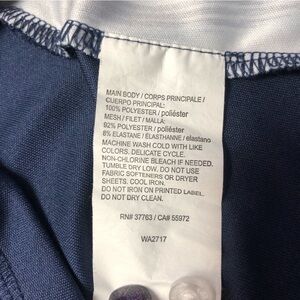 MAIN BODY / CORPS PRINCIPALE /
CUERPO PRINCIPAL:
100% POLYESTER / poliéster
MESH / FILET / MALLA:
92% POLYESTER / poliéster
8% ELASTANE / ÉLASTHANNE / elastano
MACHINE WASH COLD WITH LIKE
COLORS. DELICATE CYCLE.
NON-CHLORINE BLEACH IF NEEDED.
TUMBLE DRY LOW. DO NOT USE
FABRIC SOFTENERS OR DRYER
SHEETS. COOL IRON.
DO NOT IRON ON PRINTED LABEL.
DO NOT DRY CLEAN.
RN# 37763 / CA# 55972
WA2717